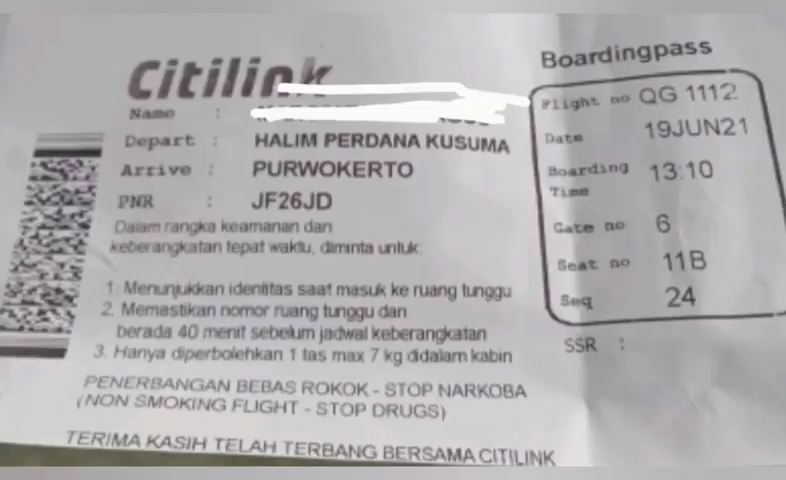 Citilink
Boardingpass
Name :
Depart : HALIM PERDANA KUSUMA
Arrive : PURWOKERTO
PNR : JF26JD
Dalam rangka keamanan dan
keberangkatan tepat waktu, diminta untuk:
1. Menunjukkan identitas saat masuk ke ruang tunggu
2. Memastikan nomor ruang tunggu dan
berada 40 menit sebelum jadwal keberangkatan
3. Hanya diperbolehkan 1 tas max 7 kg didalam kabin
PENERBANGAN BEBAS ROKOK - STOP NARKOBA
(NON SMOKING FLIGHT - STOP DRUGS)
TERIMA KASIH TELAH TERBANG BERSAMA CITILINK
Flight no QG 1112
Date 19JUN21
Boarding Time 13:10
Gate no 6
Seat no 11B
Seq 24
SSR :